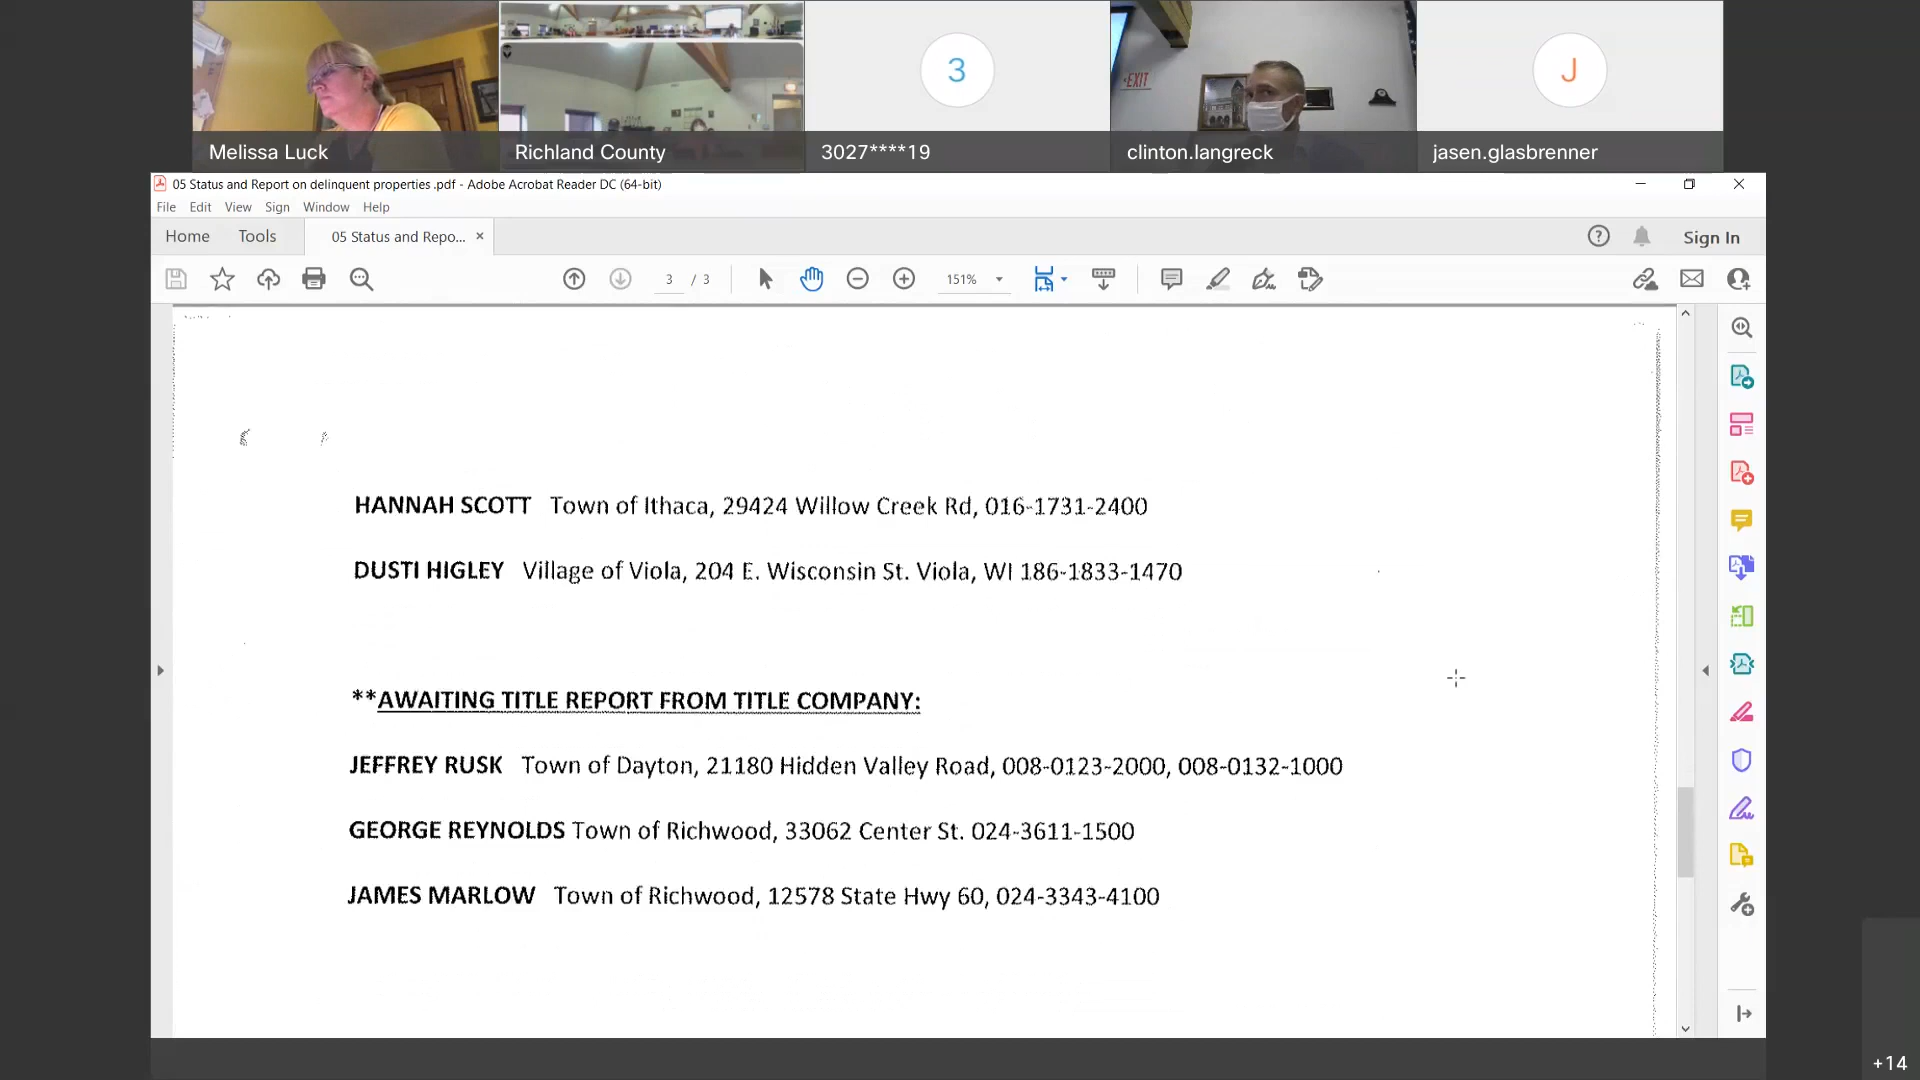 EXIT
Melissa Luck
Richland County
3
3027****19
clinton.langreck
J
jasen.glasbrenner
05 Status and Report on delinquent properties .pdf - Adobe Acrobat Reader DC (64-bit)
File Edit View Sign Window Help
Home Tools 05 Status and Repo... × Sign In
3 / 3 151%
HANNAH SCOTT Town of Ithaca, 29424 Willow Creek Rd, 016-1731-2400
DUSTI HIGLEY Village of Viola, 204 E. Wisconsin St. Viola, WI 186-1833-1470
**AWAITING TITLE REPORT FROM TITLE COMPANY:
JEFFREY RUSK Town of Dayton, 21180 Hidden Valley Road, 008-0123-2000, 008-0132-1000
GEORGE REYNOLDS Town of Richwood, 33062 Center St. 024-3611-1500
JAMES MARLOW Town of Richwood, 12578 State Hwy 60, 024-3343-4100
+14